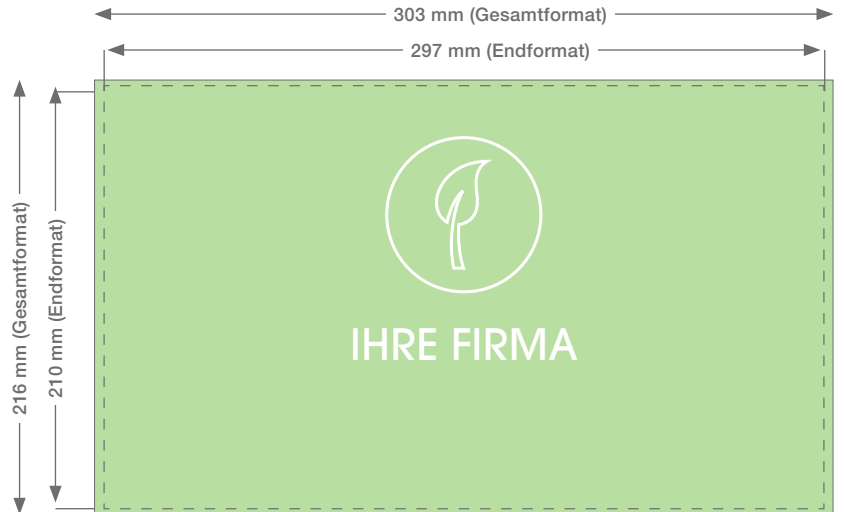 303 mm (Gesamtformat)
297 mm (Endformat)
216 mm (Gesamtformat)
210 mm (Endformat)
IHRE FIRMA